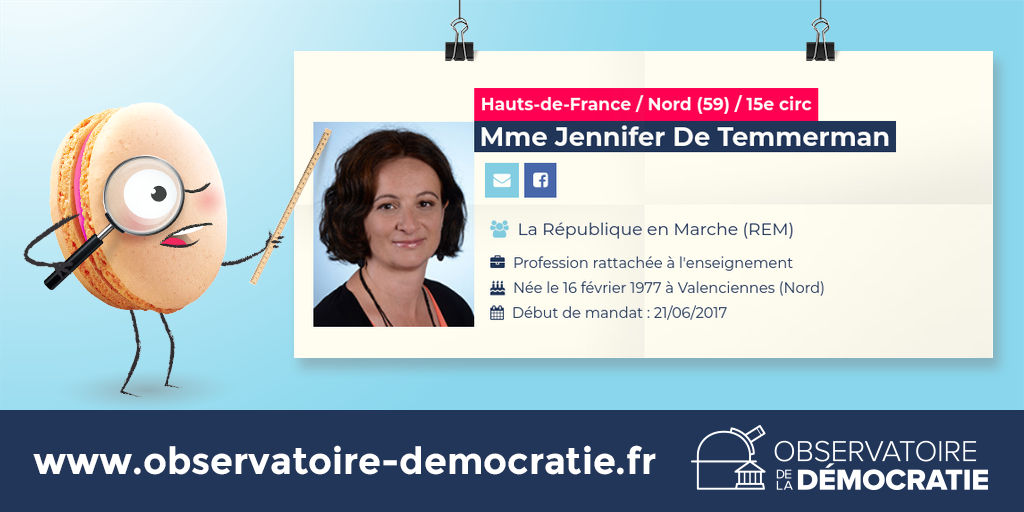 Hauts-de-France / Nord (59) / 15e circ
Mme Jennifer De Temmerman
La République en Marche (REM)
Profession rattachée à l'enseignement
Née le 16 février 1977 à Valenciennes (Nord)
Début de mandat : 21/06/2017
www.observatoire-democratie.fr
OBSERVATOIRE
DE LA DÉMOCRATIE